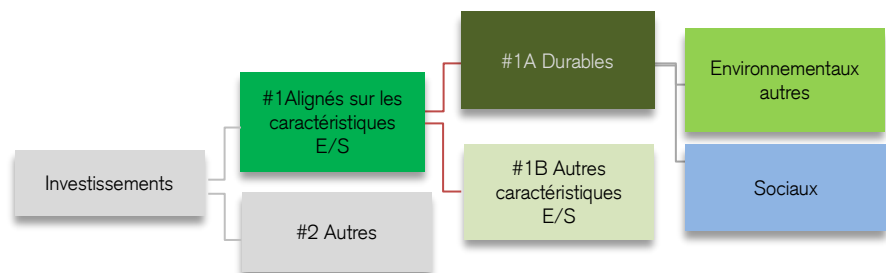 Investissements
#1Alignés sur les
caractéristiques
E/S
#2 Autres
#1A Durables
#1B Autres
caractéristiques
E/S
Environnementaux
autres
Sociaux